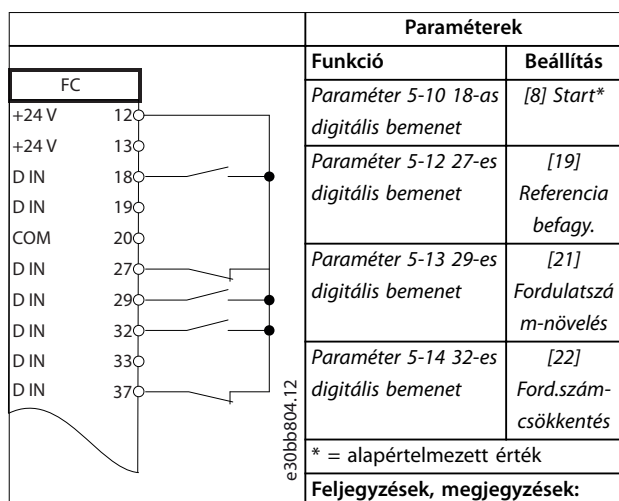 Paraméterek
Funkció Beállítás
FC
+24 V 12
+24 V 13
D IN 18
D IN 19
COM 20
D IN 27
D IN 29
D IN 32
D IN 33
D IN 37
e30bb804.12
Paraméter 5-10 18-as
digitális bemenet
[8] Start*
Paraméter 5-12 27-es
digitális bemenet
[19]
Referencia
befagy.
Paraméter 5-13 29-es
digitális bemenet
[21]
Fordulatszá
m-növelés
Paraméter 5-14 32-es
digitális bemenet
[22]
Ford.szám-
csökkentés
* = alapértelmezett érték
Feljegyzések, megjegyzések: